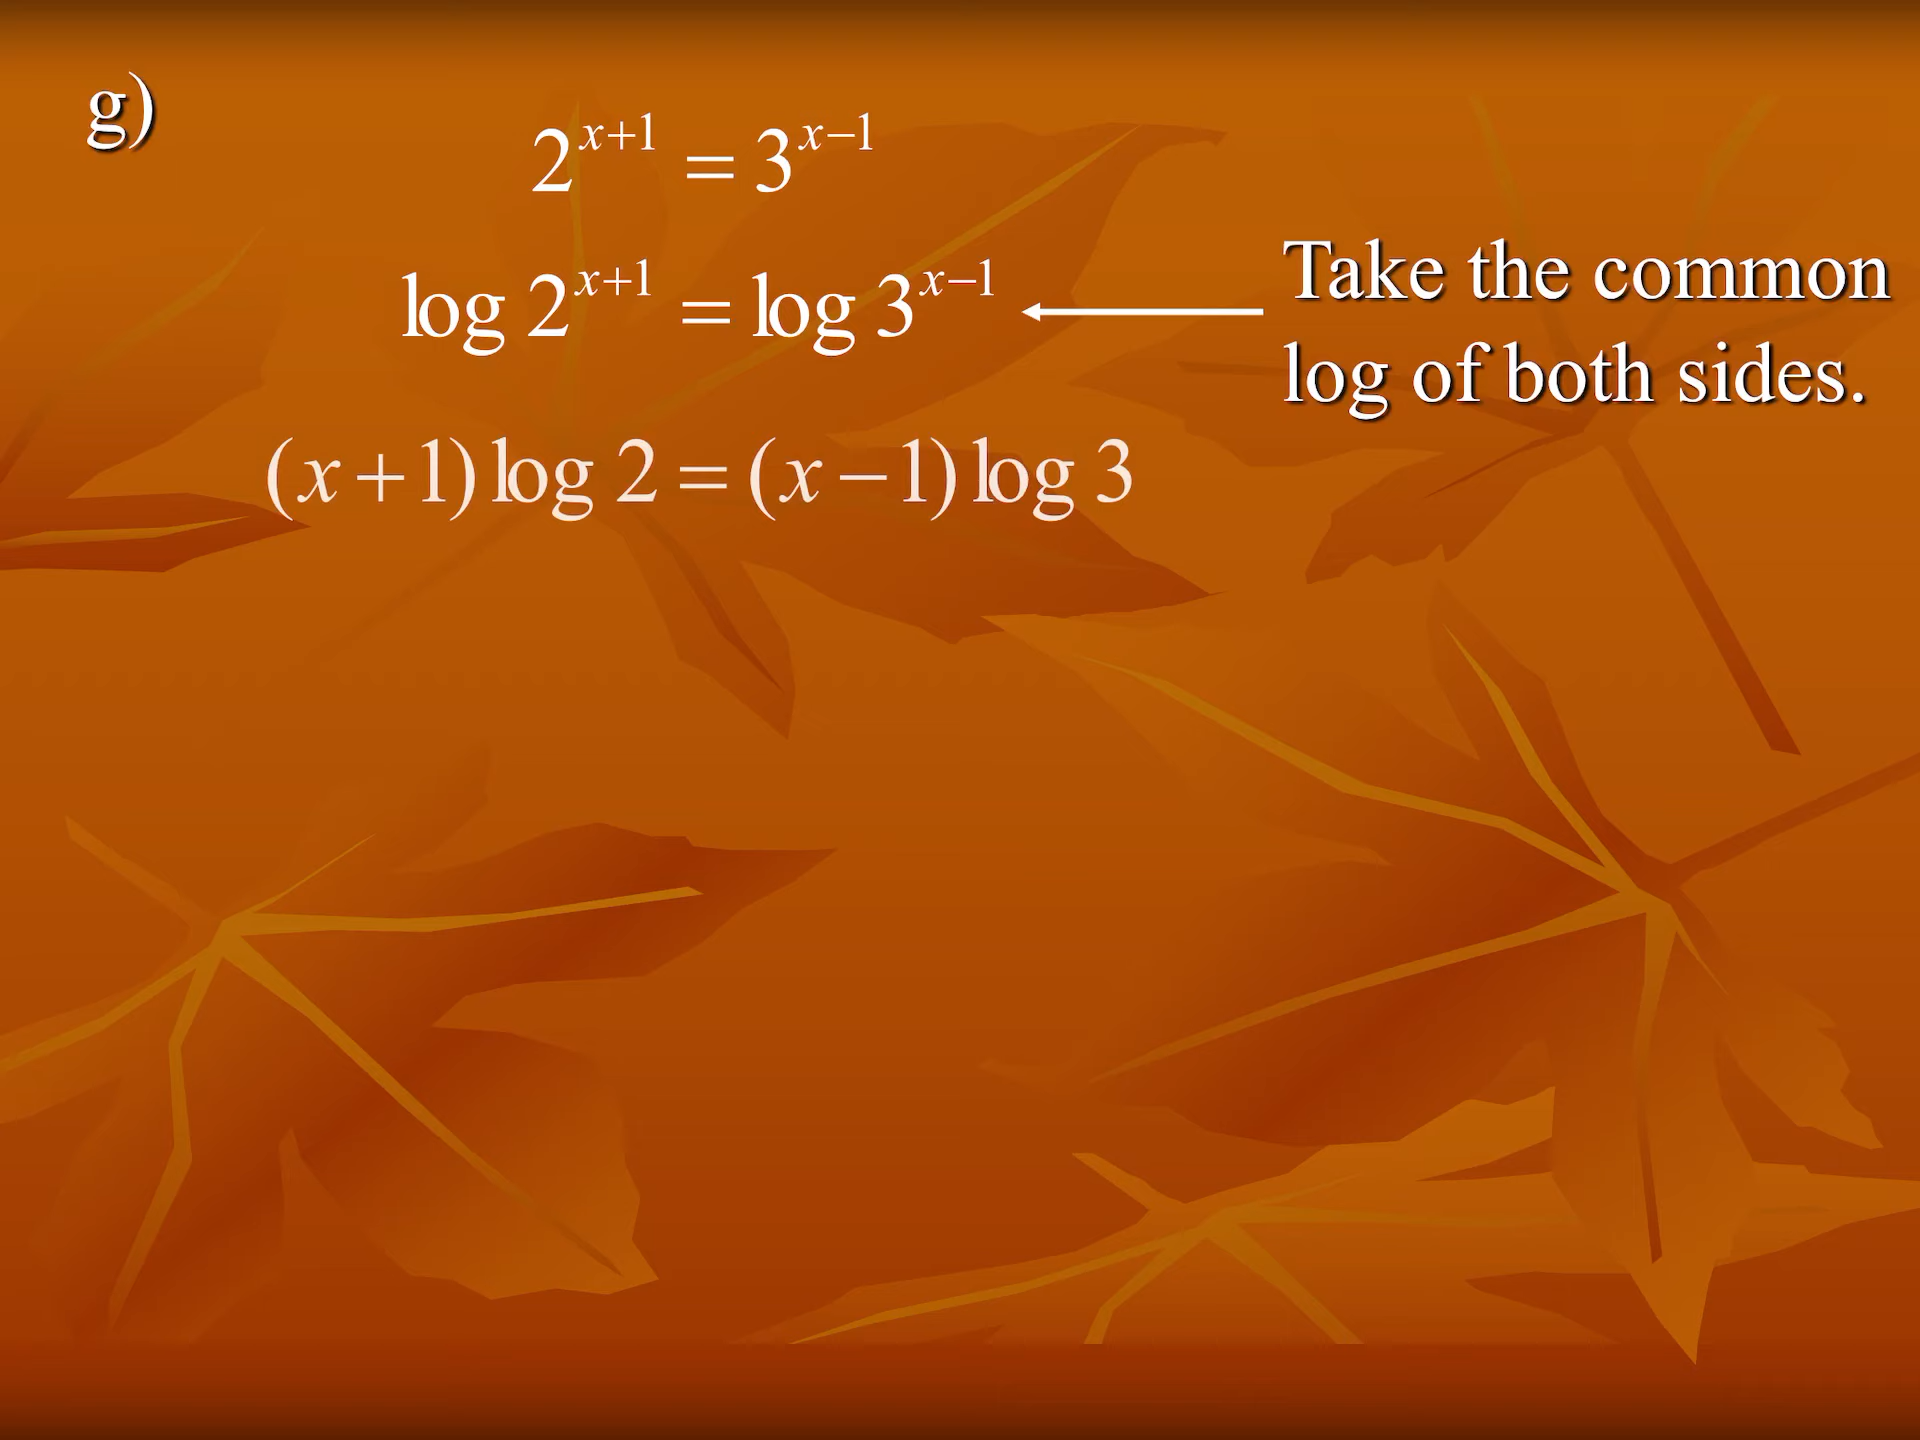 g)
2^{x+1} = 3^{x-1}
log 2^{x+1} = log 3^{x-1}
Take the common
log of both sides.
(x+1) log 2 = (x−1) log 3